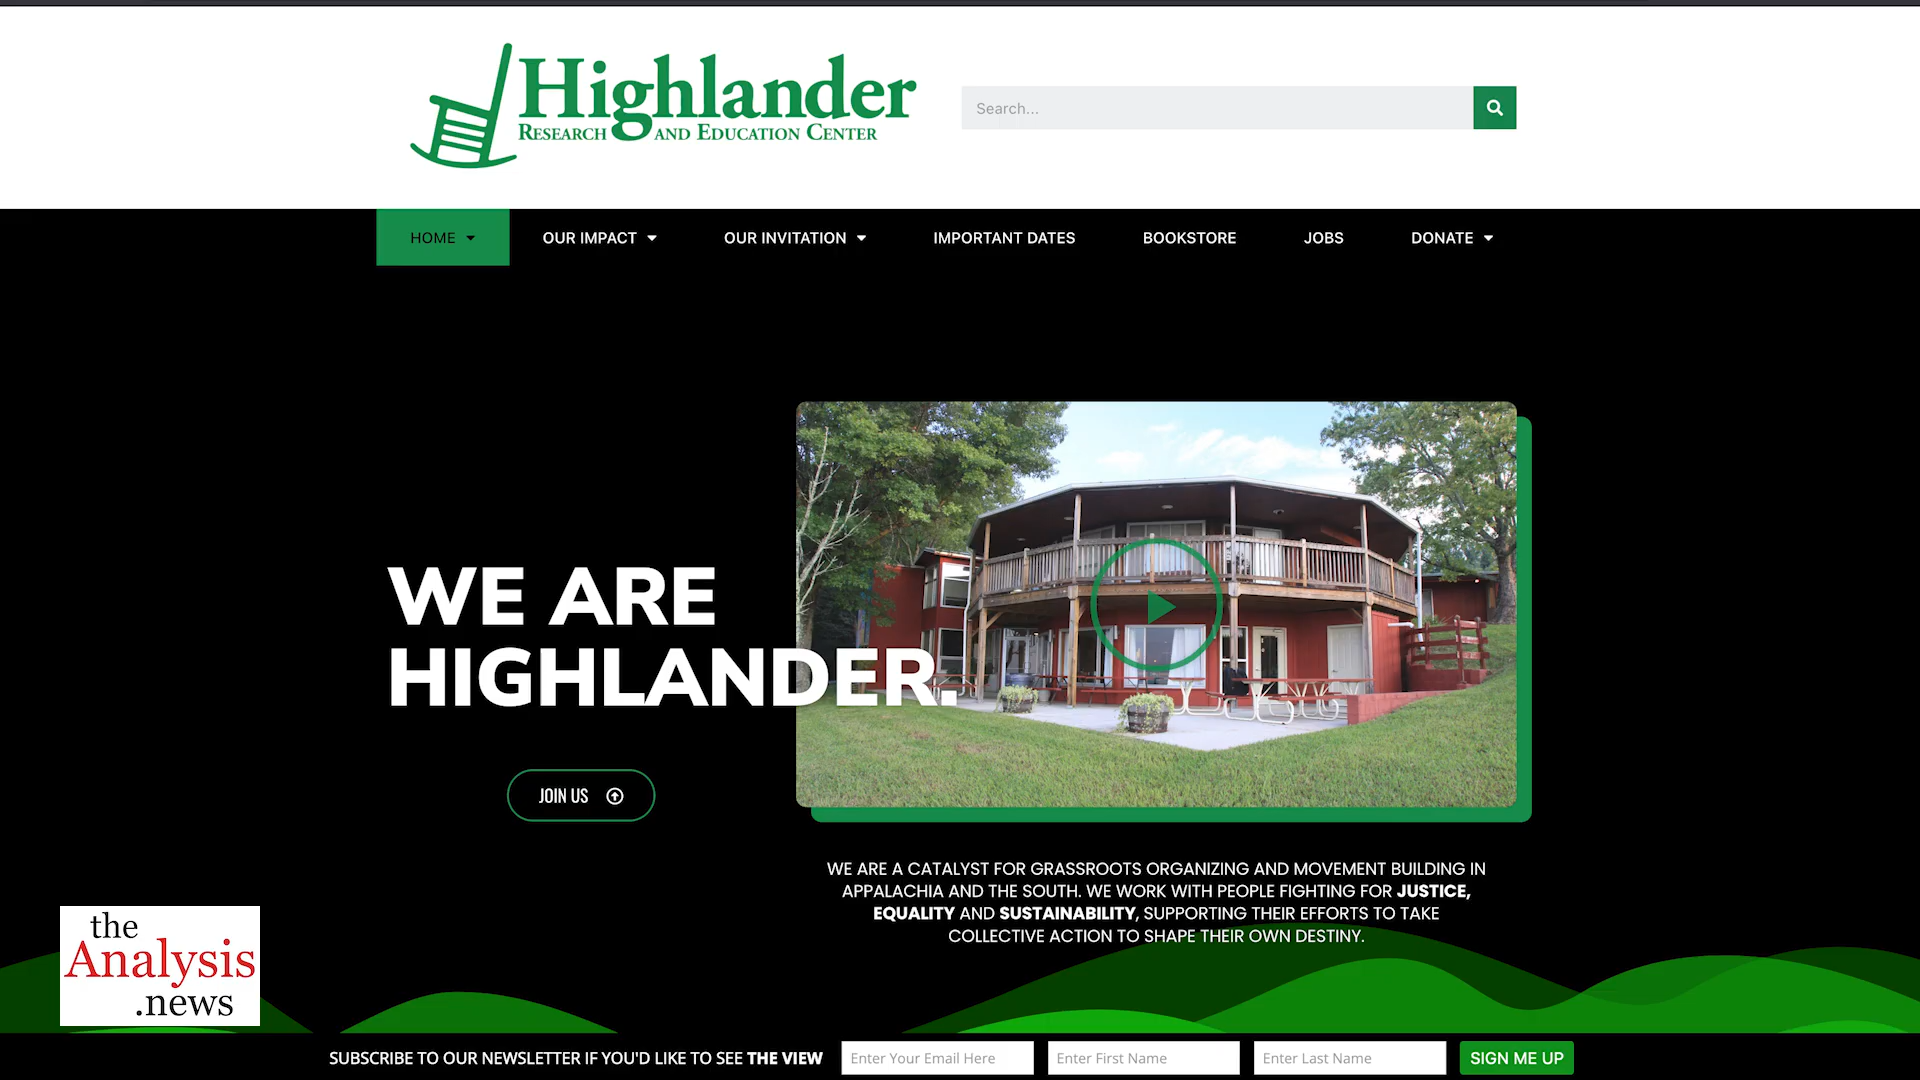 Highlander
RESEARCH AND EDUCATION CENTER
Search...
HOME
OUR IMPACT
OUR INVITATION
IMPORTANT DATES
BOOKSTORE
JOBS
DONATE
WE ARE
HIGHLANDER.
JOIN US
WE ARE A CATALYST FOR GRASSROOTS ORGANIZING AND MOVEMENT BUILDING IN
APPALACHIA AND THE SOUTH. WE WORK WITH PEOPLE FIGHTING FOR JUSTICE,
EQUALITY AND SUSTAINABILITY, SUPPORTING THEIR EFFORTS TO TAKE
COLLECTIVE ACTION TO SHAPE THEIR OWN DESTINY.
the
Analysis
.news
SUBSCRIBE TO OUR NEWSLETTER IF YOU'D LIKE TO SEE THE VIEW
Enter Your Email Here
Enter First Name
Enter Last Name
SIGN ME UP